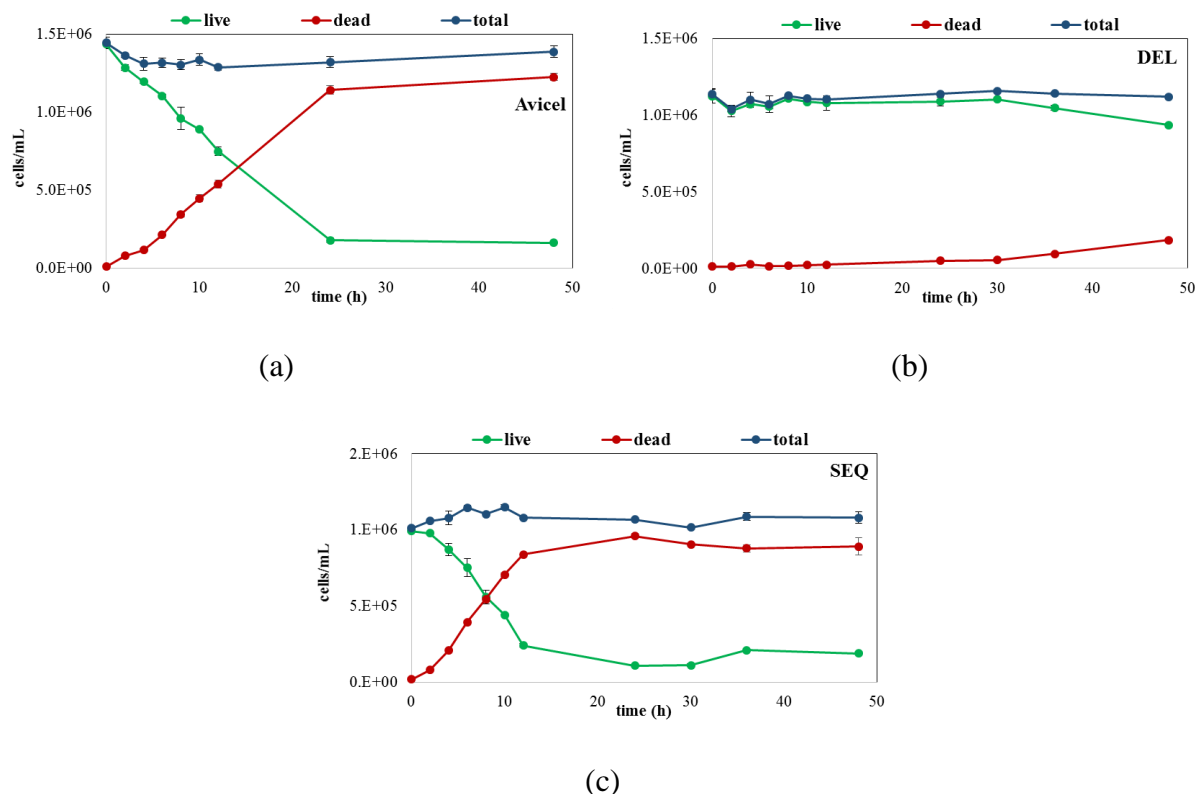 live dead total
1.5E+06
1.0E+06
5.0E+05
0.0E+00
cells/mL
Avicel
0 10 20 30 40 50
time (h)
(a)
live dead total
1.5E+06
1.0E+06
5.0E+05
0.0E+00
cells/mL
DEL
0 10 20 30 40 50
time (h)
(b)
live dead total
2.E+06
1.E+06
5.E+05
0.E+00
cells/mL
SEQ
0 10 20 30 40 50
time (h)
(c)